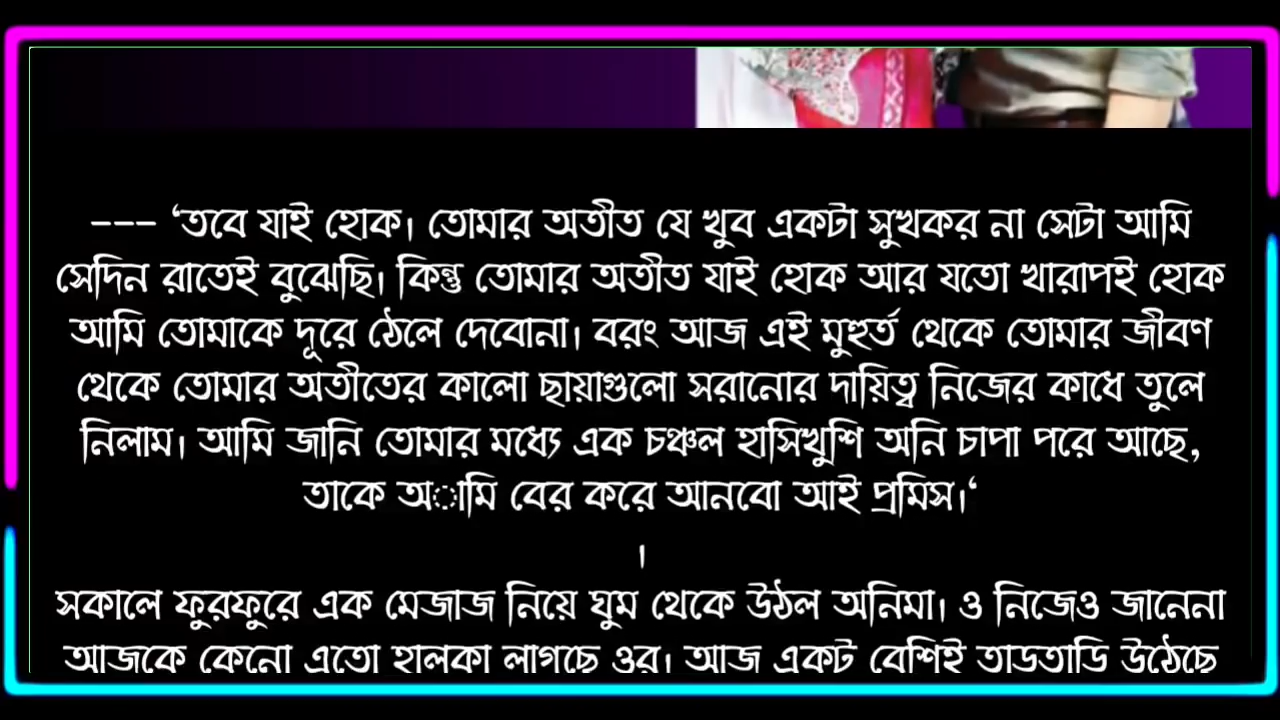 --- ‘তবে যাই হোক। তোমার অতীত যে খুব একটা সুখকর না সেটা আমি
সেদিন রাতেই বুঝেছি। কিন্তু তোমার অতীত যাই হোক আর যতো খারাপই হোক
আমি তোমাকে দূরে ঠেলে দেবোনা। বরং আজ এই মুহুর্ত থেকে তোমার জীবণ
থেকে তোমার অতীতের কালো ছায়াগুলো সরানোর দায়িত্ব নিজের কাধে তুলে
নিলাম। আমি জানি তোমার মধ্যে এক চঞ্চল হাসিখুশি অনি চাপা পরে আছে,
তাকে অামি বের করে আনবো আই প্রমিস।‘
।
সকালে ফুরফুরে এক মেজাজ নিয়ে ঘুম থেকে উঠল অনিমা। ও নিজেও জানেনা
আজকে কেনো এতো হালকা লাগছে ওর। আজ একটু বেশিই তাড়াতাড়ি উঠেছে